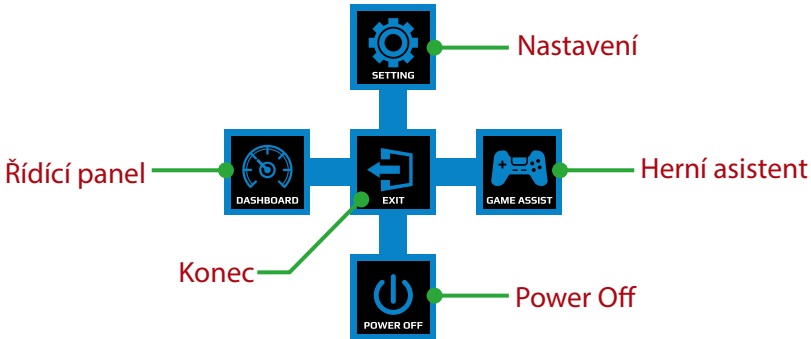 SETTING
Nastavení
Řídící panel
DASHBOARD
EXIT
GAME ASSIST
Herní asistent
Konec
POWER OFF
Power Off